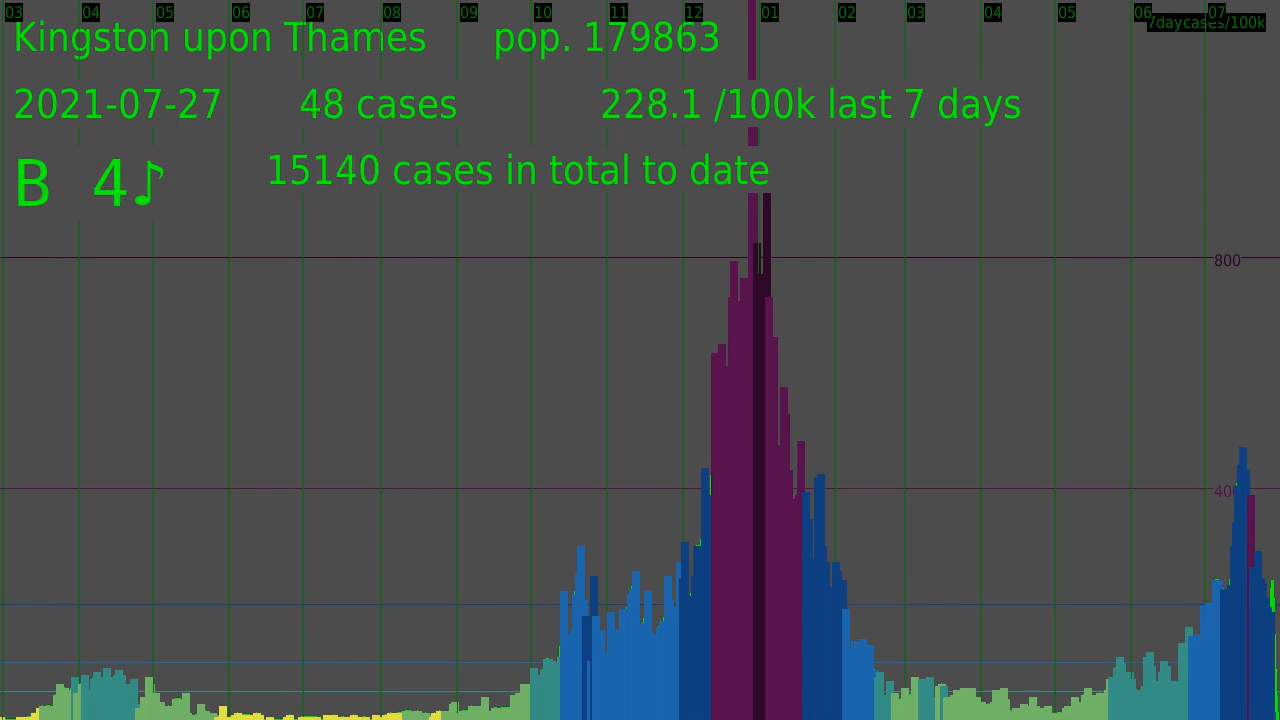 03 04 05 06 07 08 09 10 11 12 01 02 03 04 05 06 07
7daycases/100k
Kingston upon Thames pop. 179863
2021-07-27 48 cases 228.1 /100k last 7 days
B 4♪ 15140 cases in total to date
800
400